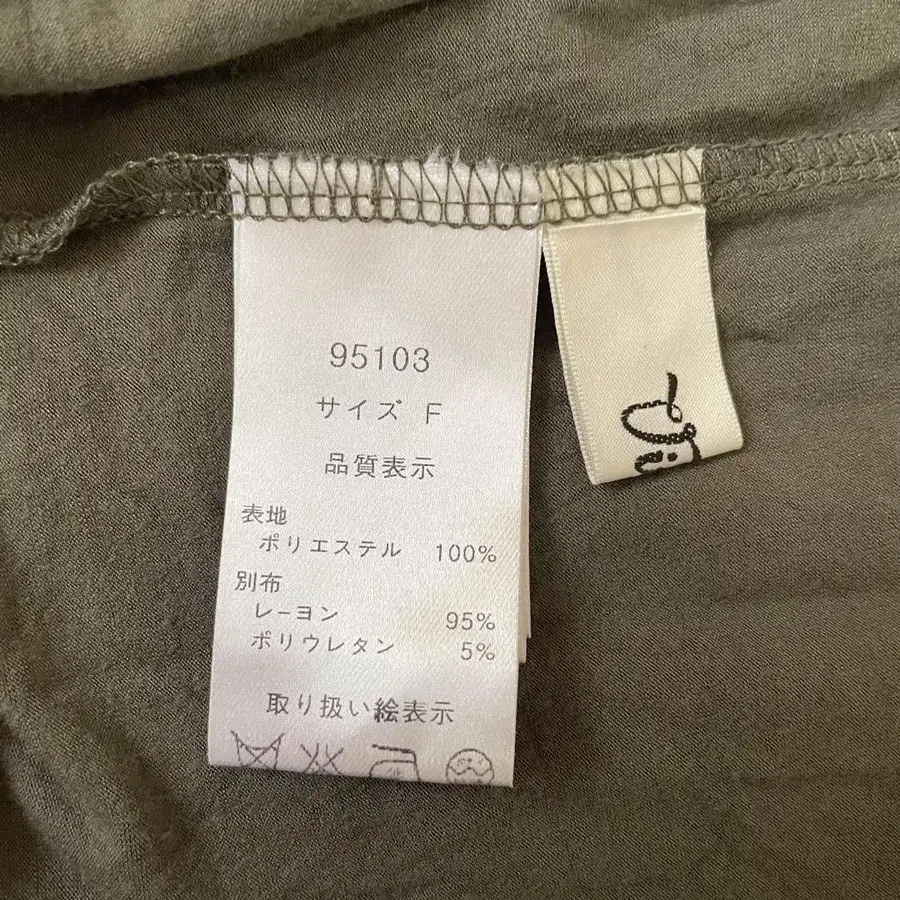 95103
サイズ F
品質表示
表地
ポリエステル 100%
別布
レーヨン 95%
ポリウレタン 5%
取り扱い絵表示